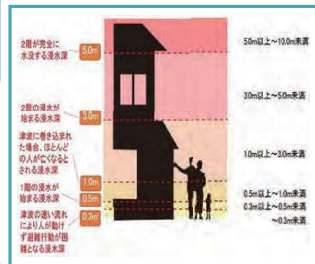 2階が完全に
水没する浸水深
5.0m
2階の浸水が
始まる浸水深
3.0m
津波に巻き込まれ
た場合、ほとんど
の人が亡くなると
される浸水深
1.0m
1階の浸水が
始まる浸水深
0.5m
津波の速い流れ
により人が動け
ず避難行動が困
難となる浸水深
0.3m
5.0m以上～10.0m未満
3.0m以上～5.0m未満
1.0m以上～3.0m未満
0.5m以上～1.0m未満
0.3m以上～0.5m未満
～0.3m未満